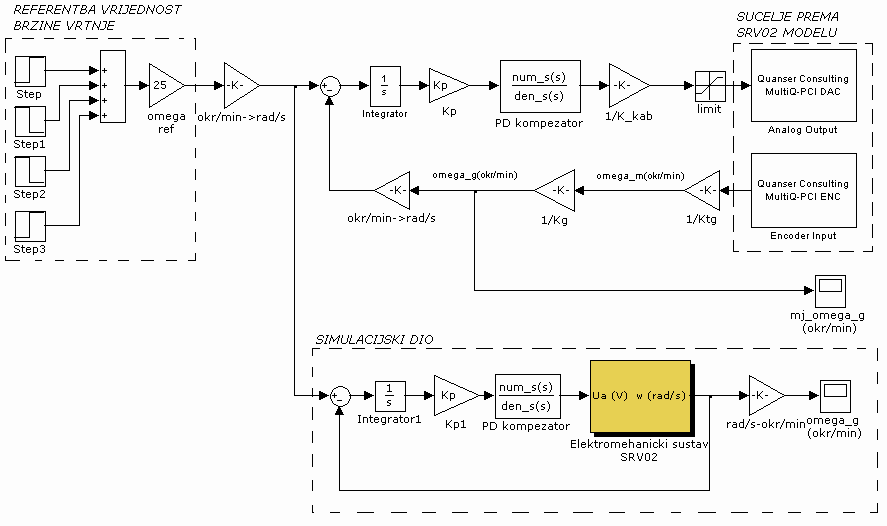 REFERENTBA VRIJEDNOST
BRZINE VRTNJE
Step
Step1
Step2
Step3
+
+
+
+
25
omega
ref
-K-
okr/min->rad/s
+
_
1
s
Integrator
Kp
Kp
num_s(s)
den_s(s)
PD kompezator
-K-
1/K_kab
limit
SUCELJE PREMA
SRV02 MODELU
Quanser Consulting
MultiQ-PCI DAC
Analog Output
Quanser Consulting
MultiQ-PCI ENC
Encoder Input
-K-
1/Ktg
omega_m(okr/min)
-K-
1/Kg
omega_g(okr/min)
-K-
okr/min->rad/s
mj_omega_g
(okr/min)
SIMULACIJSKI DIO
+
_
1
s
Integrator1
Kp
Kp1
num_s(s)
den_s(s)
PD kompezator
Ua (V) w (rad/s)
Elektromehanicki sustav
SRV02
-K-
rad/s-okr/min
omega_g
(okr/min)